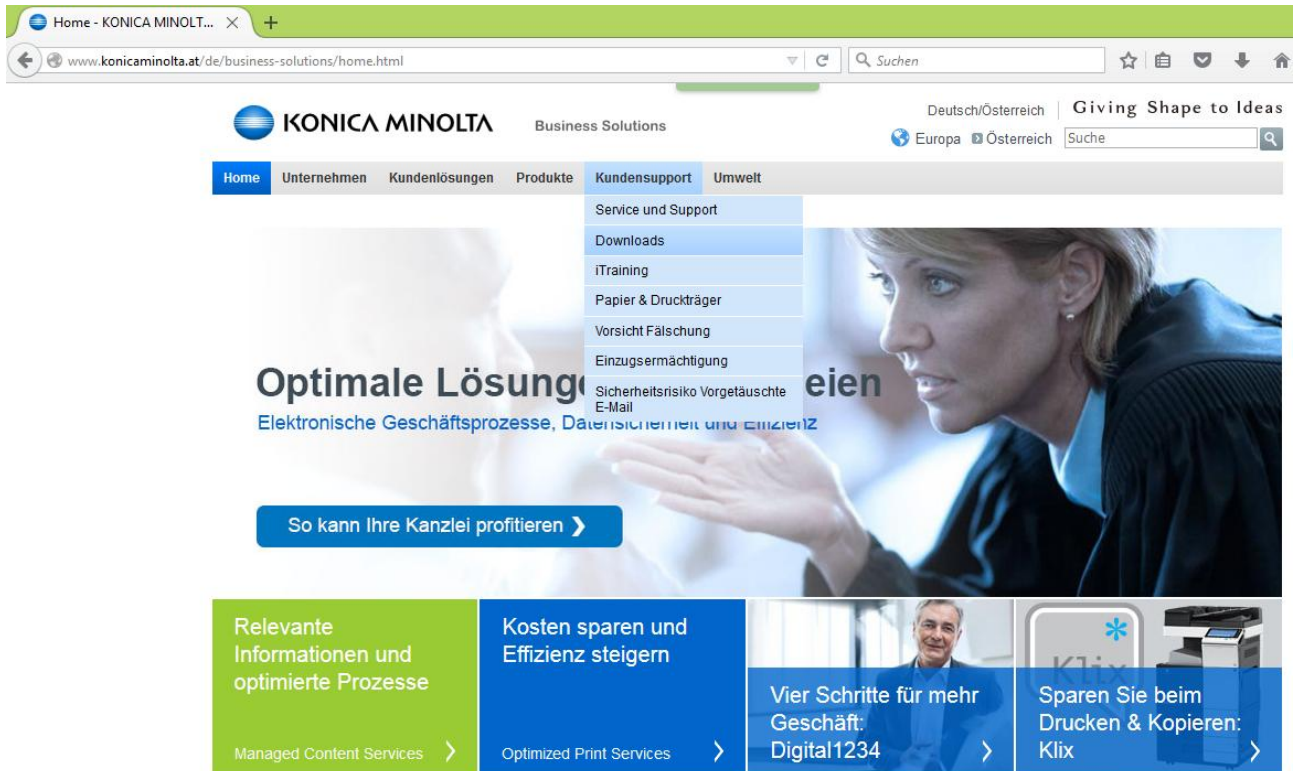 Home - KONICA MINOLT...
www.konicaminolta.at/de/business-solutions/home.html
Suchen
KONICA MINOLTA
Business Solutions
Deutsch/Österreich
Giving Shape to Ideas
Europa
Österreich
Suche
Home Unternehmen Kundenlösungen Produkte Kundensupport Umwelt
Service und Support
Downloads
iTraining
Papier & Druckträger
Vorsicht Fälschung
Einzugsermächtigung
Sicherheitsrisiko Vorgetäuschte
E-Mail
Optimale Lösung eien
Elektronische Geschäftsprozesse, Datensicherheit und Effizienz
So kann Ihre Kanzlei profitieren
Relevante
Informationen und
optimierte Prozesse
Managed Content Services
Kosten sparen und
Effizienz steigern
Optimized Print Services
Vier Schritte für mehr
Geschäft:
Digital1234
Klix
Sparen Sie beim
Drucken & Kopieren:
Klix